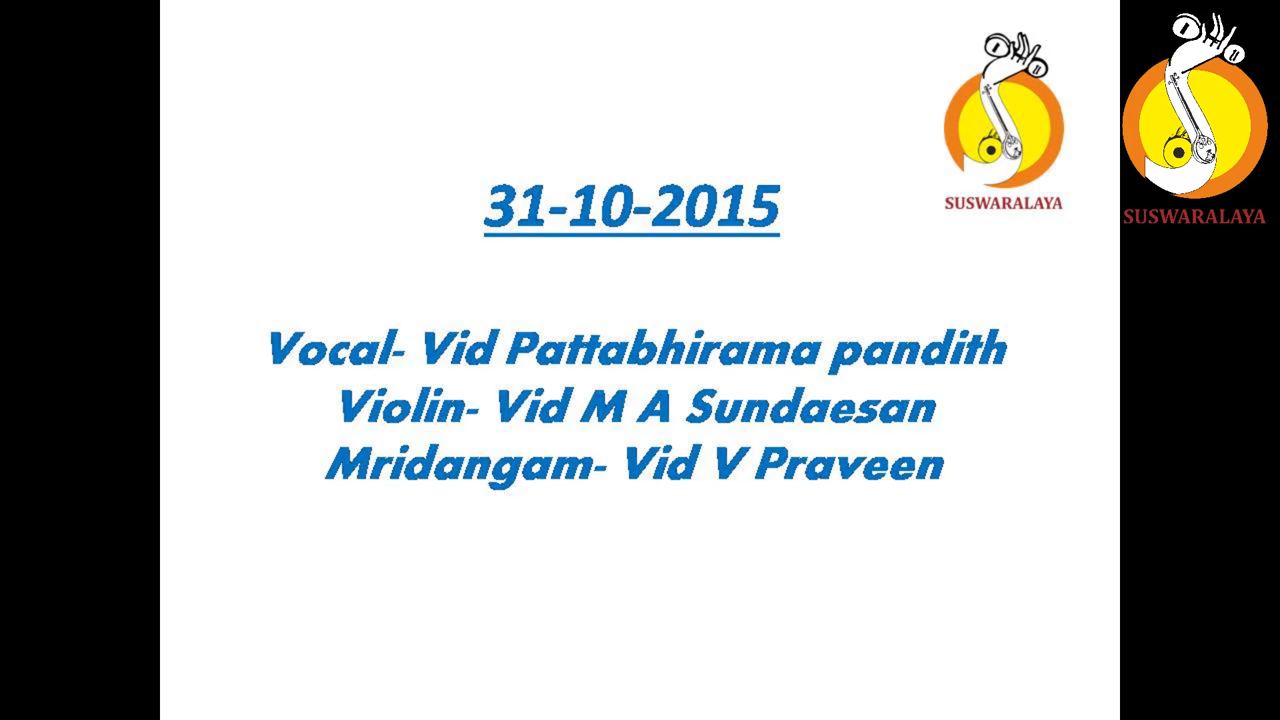 SUSWARALAYA
SUSWARALAYA
31-10-2015
Vocal- Vid Pattabhirama pandith
Violin- Vid M A Sundaesan
Mridangam- Vid V Praveen